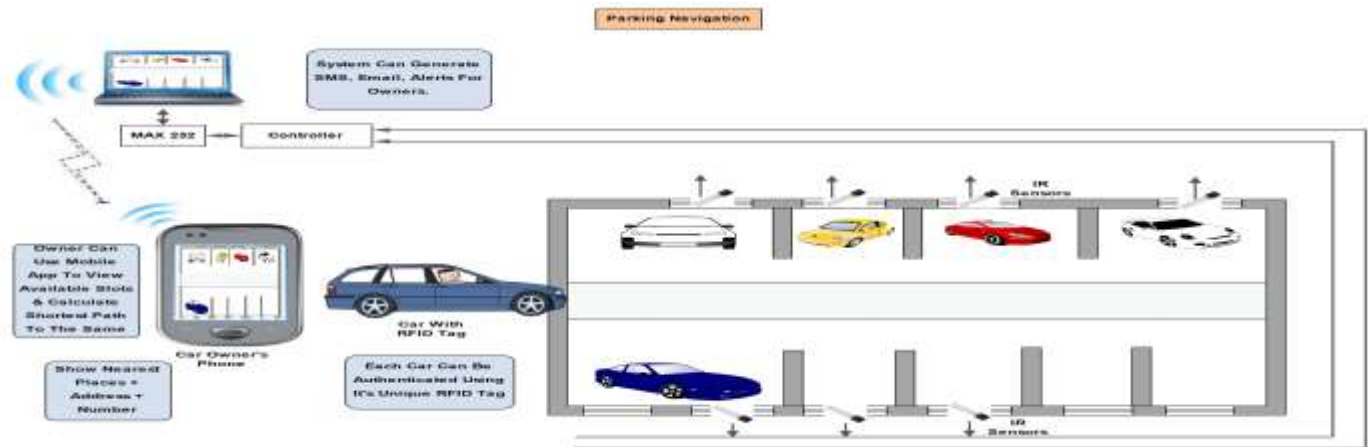 Parking Navigation
System Can Generate
SMS, Email, Alerts For
Owners.
MAX 232
Controller
IR
Sensors
Owner Can
Use Mobile
App To View
Available Slots
& Calculate
Shortest Path
To The Same
Car With
RFID Tag
Car Owner's
Phone
Show Nearest
Places +
Address +
Number
Each Car Can Be
Authenticated Using
It's Unique RFID Tag
IR
Sensors